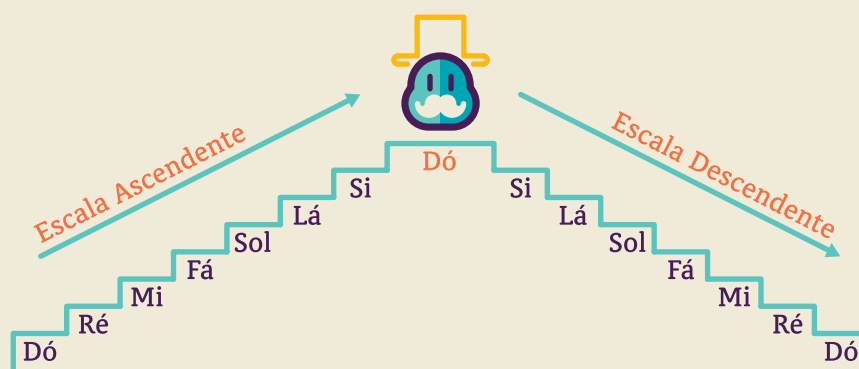 Escala Ascendente
Escala Descendente
Dó
Ré
Mi
Fá
Sol
Lá
Si
Dó
Si
Lá
Sol
Fá
Mi
Ré
Dó